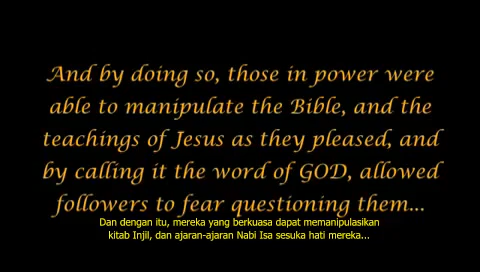 And by doing so, those in power were
able to manipulate the Bible, and the
teachings of Jesus as they pleased, and
by calling it the word of GOD, allowed
followers to fear questioning them...
Dan dengan itu, mereka yang berkuasa dapat memanipulasikan
kitab Injil, dan ajaran-ajaran Nabi Isa sesuka hati mereka...